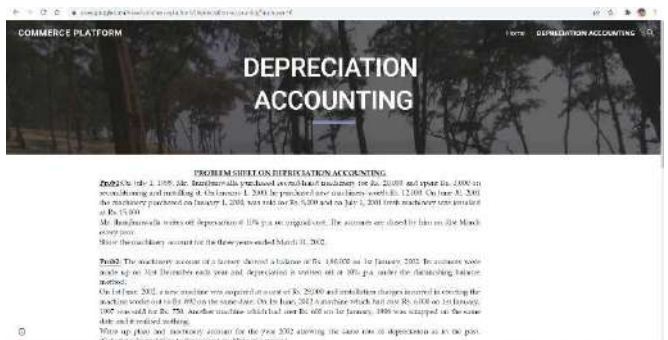 COMMERCE PLATFORM
Home DEPRECIATION ACCOUNTING
DEPRECIATION
ACCOUNTING
PROBLEM SHEET ON DEPRECIATION ACCOUNTING
Prob1: On July 1, 1999, Mr. purchased second hand machinery for Rs. 20,000 and spent Rs. 3,000 on
reconditioning and installing it. On January 1, 2000, he purchased new machinery worth Rs. 12,000. On June 30, 2001
the machinery purchased on January 1, 2000, was sold for Rs. 8,000 and on July 1, 2001 fresh machinery was installed
at Rs. 15,000
Mr. writes off depreciation @ 10% p.a. on original cost. The accounts are closed by him on 31st March
every year.
Show the machinery account for the three years ended March 31, 2002.
Prob2: The machinery account of a factory showed a balance of Rs. 1,90,000 on 1st January, 2002. Its accounts were
made up on 31st December each year and depreciation is written off at 10% p.a. under the diminishing balance
method.
On 1st June 2002, a new machine was acquired at a cost of Rs. 28,000 and installation charges incurred in erecting the
machine works out to Rs. 892 on the same date. On 1st June, 2002 a machine which had cost Rs. 6,000 on 1st January,
1997 was sold for Rs. 750. Another machine which had cost Rs. 600 on 1st January, 1998 was scrapped on the same
date and it realised nothing.
Write up plant and machinery account for the year 2002 allowing the same rate of depreciation as in the past,